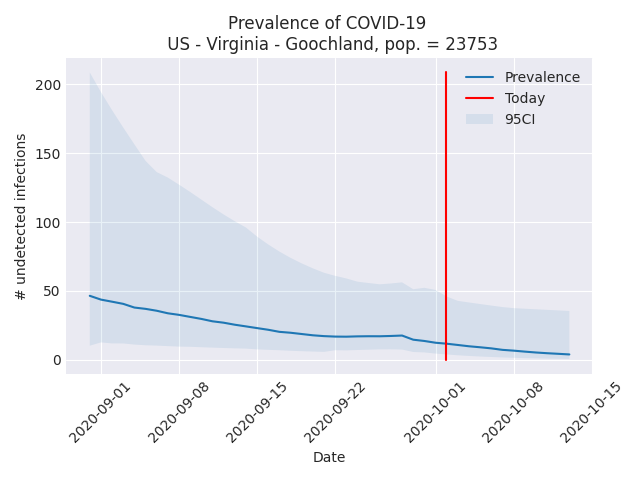 Prevalence of COVID-19
US - Virginia - Goochland, pop. = 23753
Prevalence
Today
95CI
# undetected infections
200
150
100
50
0
2020-09-01
2020-09-08
2020-09-15
2020-09-22
2020-10-01
2020-10-08
2020-10-15
Date